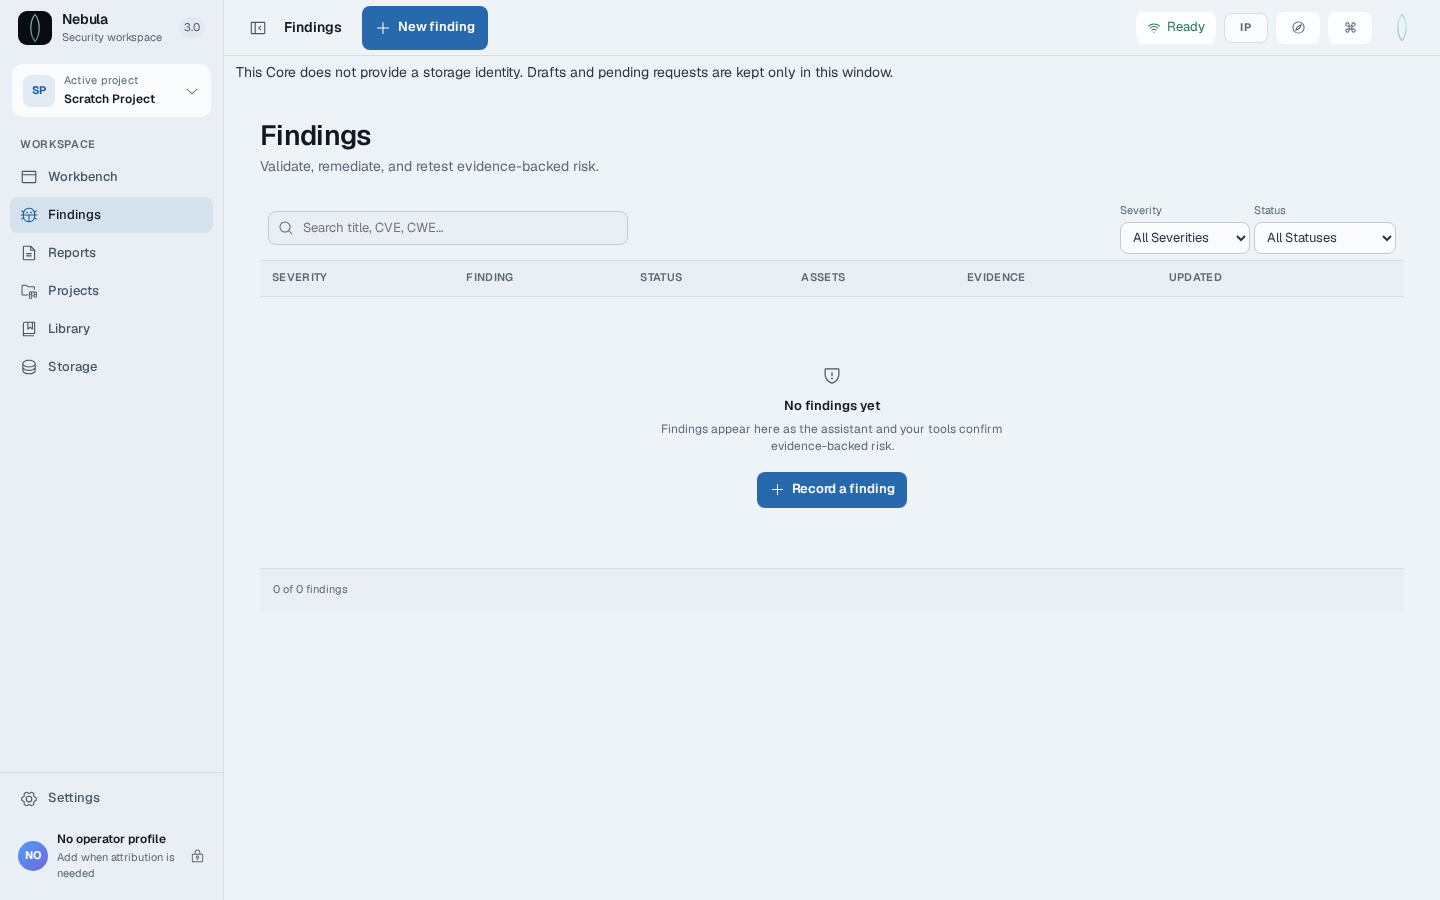 Nebula
Security workspace
3.0
Active project
SP
Scratch Project
WORKSPACE
Workbench
Findings
Reports
Projects
Library
Storage
Settings
NO
No operator profile
Add when attribution is
needed
Findings
New finding
Ready
IP
This Core does not provide a storage identity. Drafts and pending requests are kept only in this window.
Findings
Validate, remediate, and retest evidence-backed risk.
Search title, CVE, CWE...
Severity
All Severities
Status
All Statuses
SEVERITY FINDING STATUS ASSETS EVIDENCE UPDATED
No findings yet
Findings appear here as the assistant and your tools confirm
evidence-backed risk.
Record a finding
0 of 0 findings